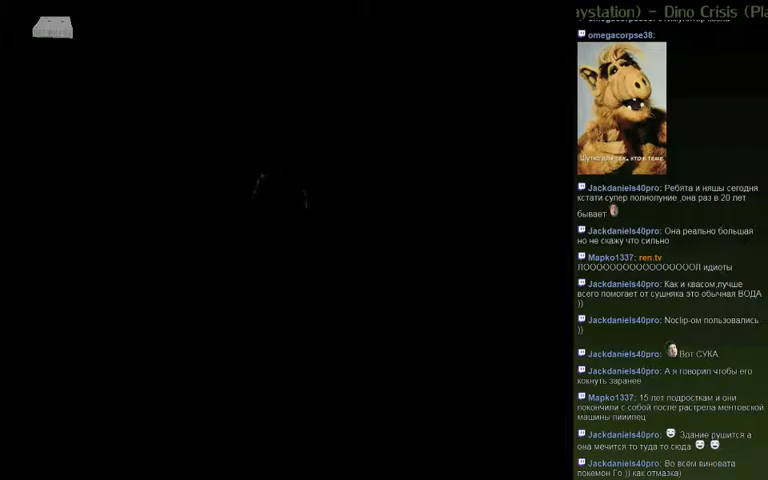 aystation) - Dino Crisis (Pla
omegacorpse38:
Шутка для тех, кто в теме
Jackdaniels40pro: Ребята и няшы сегодня
кстати супер полнолуние ,она раз в 20 лет
бывает
Jackdaniels40pro: Она реально большая
но не скажу что сильно
Mapko1337: ren.tv
ЛОООООООООООООООООЛ идиоты
Jackdaniels40pro: Как и квасом,лучше
всего помогает от сушняка это обычная ВОДА
))
Jackdaniels40pro: Noclip-ом пользовались
))
Jackdaniels40pro: Вот СУКА
Jackdaniels40pro: А я говорил чтобы его
кокнуть заранее
Mapko1337: 15 лет подросткам и они
покончили с собой после растрела ментовской
машины пииипец
Jackdaniels40pro: Здание рушится а
она мечится то туда то сюда
Jackdaniels40pro: Во всём виновата
покемон Го )) как отмазка)